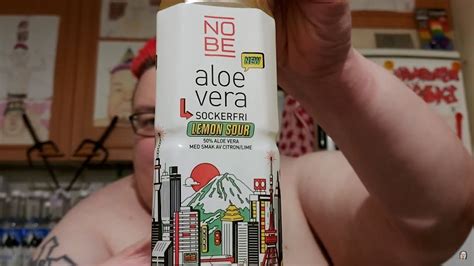 NO
BE
NEW
aloe
vera
SOCKERFRI
LEMON SOUR
50% ALOE VERA
MED SMAK AV CITRON/LIME